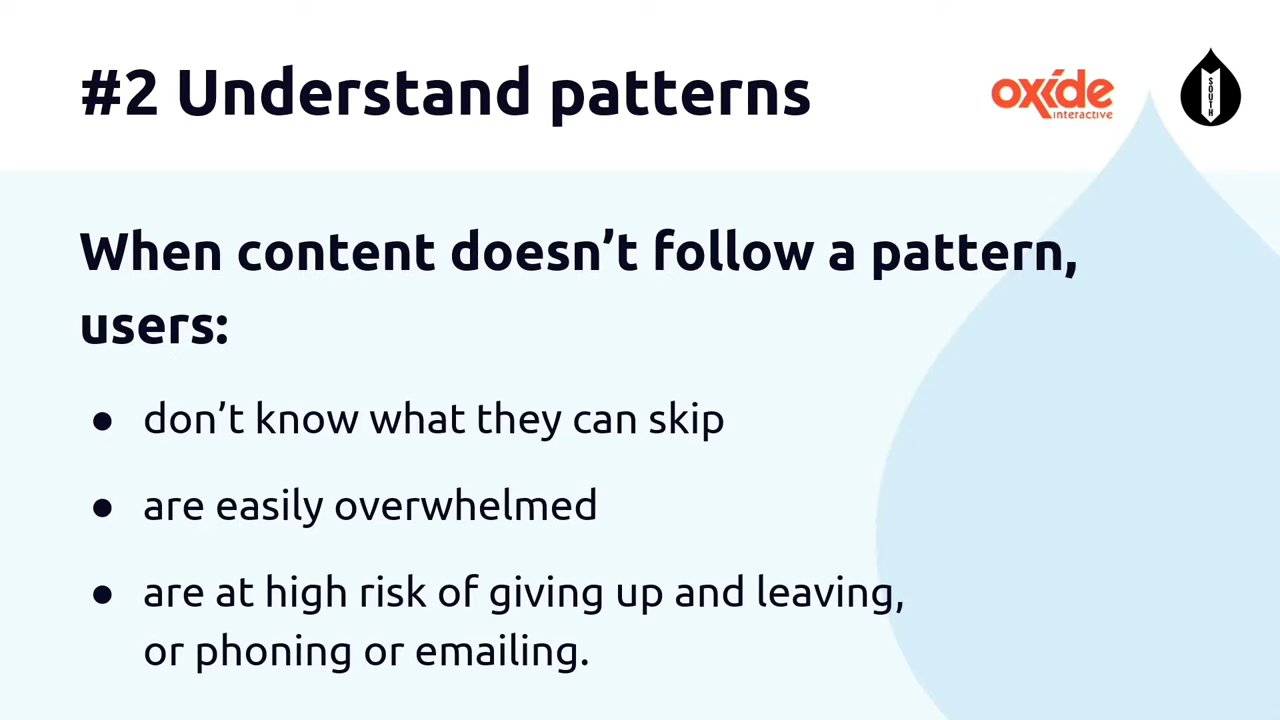 #2 Understand patterns
oxide
interactive
SOUTH
When content doesn’t follow a pattern,
users:
● don’t know what they can skip
● are easily overwhelmed
● are at high risk of giving up and leaving,
or phoning or emailing.